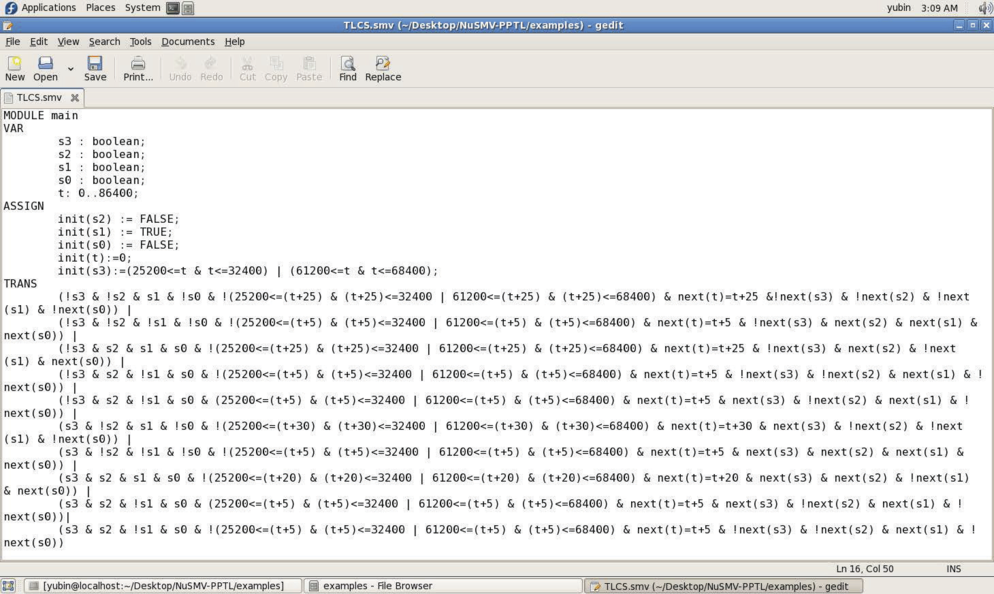 Applications Places System yubin 3:09 AM
TLCS.smv (~/Desktop/NuSMV-PPTL/examples) - gedit
File Edit View Search Tools Documents Help
New Open Save Print... Undo Redo Cut Copy Paste Find Replace
TLCS.smv
MODULE main
VAR
s3 : boolean;
s2 : boolean;
s1 : boolean;
s0 : boolean;
t: 0..86400;
ASSIGN
init(s2) := FALSE;
init(s1) := TRUE;
init(s0) := FALSE;
init(t):=0;
init(s3):=(25200<=t & t<=32400) | (61200<=t & t<=68400);
TRANS
(!s3 & !s2 & s1 & !s0 & !(25200<=(t+25) & (t+25)<=32400 | 61200<=(t+25) & (t+25)<=68400) & next(t)=t+25 &!next(s3) & !next(s2) & !next
(s1) & !next(s0)) |
(!s3 & !s2 & !s1 & !s0 & !(25200<=(t+5) & (t+5)<=32400 | 61200<=(t+5) & (t+5)<=68400) & next(t)=t+5 & !next(s3) & next(s2) & next(s1) &
next(s0)) |
(!s3 & s2 & s1 & s0 & !(25200<=(t+25) & (t+25)<=32400 | 61200<=(t+25) & (t+25)<=68400) & next(t)=t+25 & !next(s3) & next(s2) & !next
(s1) & next(s0)) |
(!s3 & s2 & !s1 & s0 & !(25200<=(t+5) & (t+5)<=32400 | 61200<=(t+5) & (t+5)<=68400) & next(t)=t+5 & !next(s3) & !next(s2) & next(s1) & !
next(s0)) |
(!s3 & s2 & !s1 & s0 & (25200<=(t+5) & (t+5)<=32400 | 61200<=(t+5) & (t+5)<=68400) & next(t)=t+5 & next(s3) & !next(s2) & next(s1) & !
next(s0)) |
(s3 & !s2 & s1 & !s0 & !(25200<=(t+30) & (t+30)<=32400 | 61200<=(t+30) & (t+30)<=68400) & next(t)=t+30 & next(s3) & !next(s2) & !next
(s1) & !next(s0)) |
(s3 & !s2 & !s1 & !s0 & !(25200<=(t+5) & (t+5)<=32400 | 61200<=(t+5) & (t+5)<=68400) & next(t)=t+5 & next(s3) & next(s2) & next(s1) &
next(s0)) |
(s3 & s2 & s1 & s0 & !(25200<=(t+20) & (t+20)<=32400 | 61200<=(t+20) & (t+20)<=68400) & next(t)=t+20 & next(s3) & next(s2) & !next(s1)
& next(s0)) |
(s3 & s2 & !s1 & s0 & (25200<=(t+5) & (t+5)<=32400 | 61200<=(t+5) & (t+5)<=68400) & next(t)=t+5 & next(s3) & !next(s2) & next(s1) & !
next(s0))|
(s3 & s2 & !s1 & s0 & !(25200<=(t+5) & (t+5)<=32400 | 61200<=(t+5) & (t+5)<=68400) & next(t)=t+5 & !next(s3) & !next(s2) & next(s1) & !
next(s0))
Ln 16, Col 50 INS
[yubin@localhost:~/Desktop/NuSMV-PPTL/examples] examples - File Browser TLCS.smv (~/Desktop/NuSMV-PPTL/examples) - gedit